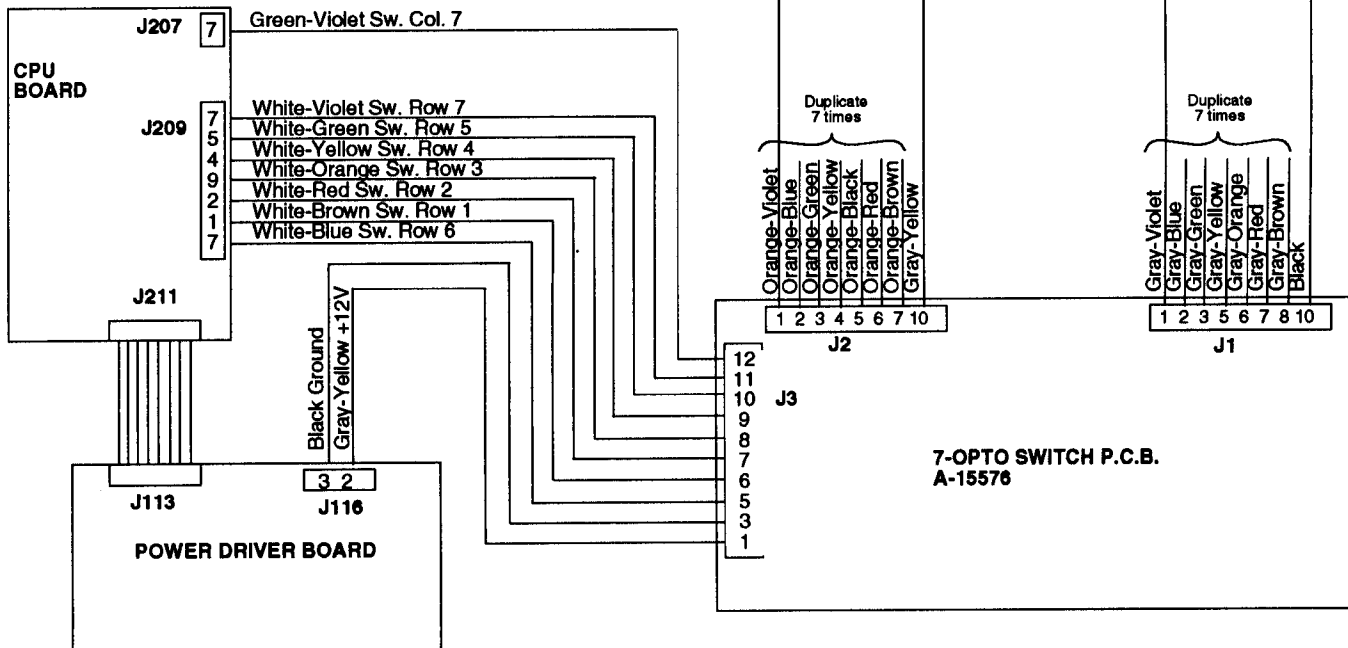 J207
7
Green-Violet Sw. Col. 7
CPU
BOARD
J209
7
5
4
9
2
1
7
White-Violet Sw. Row 7
White-Green Sw. Row 5
White-Yellow Sw. Row 4
White-Orange Sw. Row 3
White-Red Sw. Row 2
White-Brown Sw. Row 1
White-Blue Sw. Row 6
J211
Black Ground
Gray-Yellow +12V
3 2
J113
J116
POWER DRIVER BOARD
Duplicate
7 times
Orange-Violet
Orange-Blue
Orange-Green
Orange-Yellow
Orange-Black
Orange-Red
Orange-Brown
Gray-Yellow
1 2 3 4 5 6 7 10
J2
Duplicate
7 times
Gray-Violet
Gray-Blue
Gray-Green
Gray-Yellow
Gray-Orange
Gray-Red
Gray-Brown
Black
1 2 3 5 6 7 8 10
J1
12
11
10
9
8
7
6
5
3
1
J3
7-OPTO SWITCH P.C.B.
A-15576